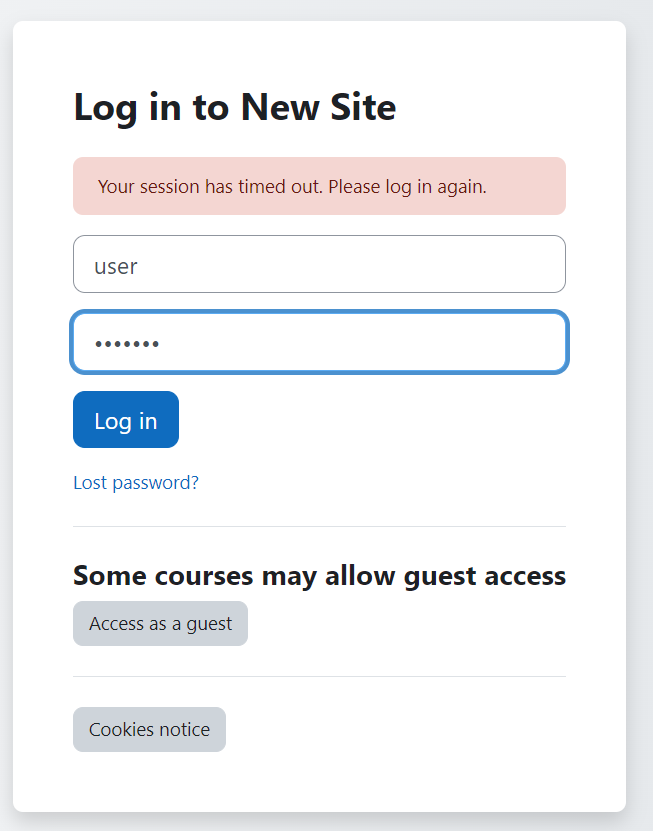 Log in to New Site
Your session has timed out. Please log in again.
user
•••••••
Log in
Lost password?
Some courses may allow guest access
Access as a guest
Cookies notice